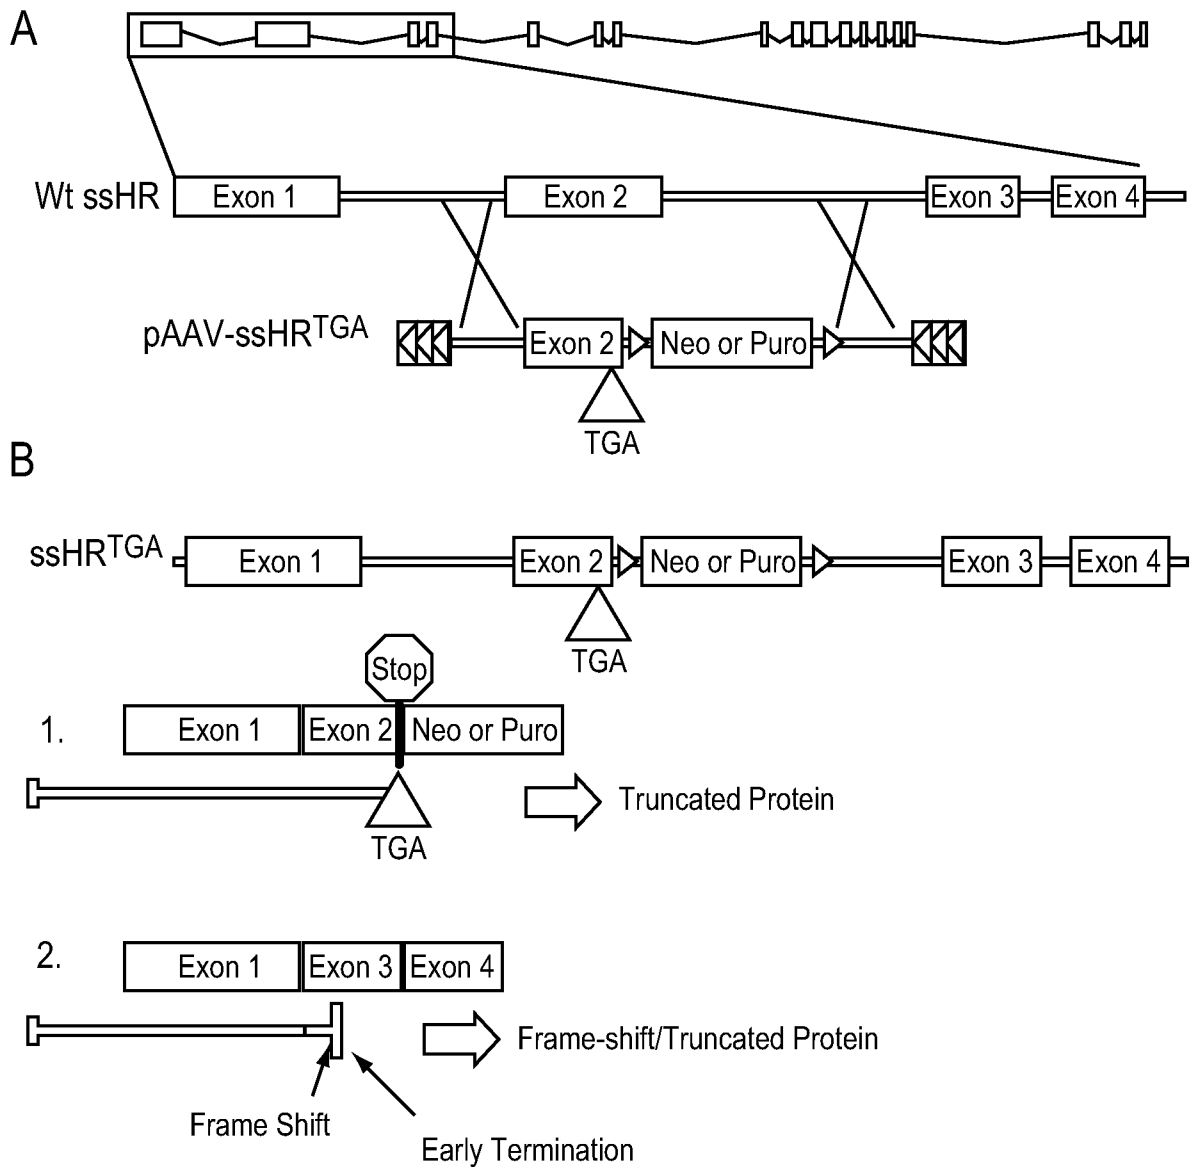 A
Wt ssHR
Exon 1
Exon 2
Exon 3
Exon 4
pAAV-ssHRTGA
Exon 2
Neo or Puro
TGA
B
ssHRTGA
Exon 1
Exon 2
Neo or Puro
Exon 3
Exon 4
TGA
Stop
1.
Exon 1
Exon 2
Neo or Puro
TGA
Truncated Protein
2.
Exon 1
Exon 3
Exon 4
Frame-shift/Truncated Protein
Frame Shift
Early Termination